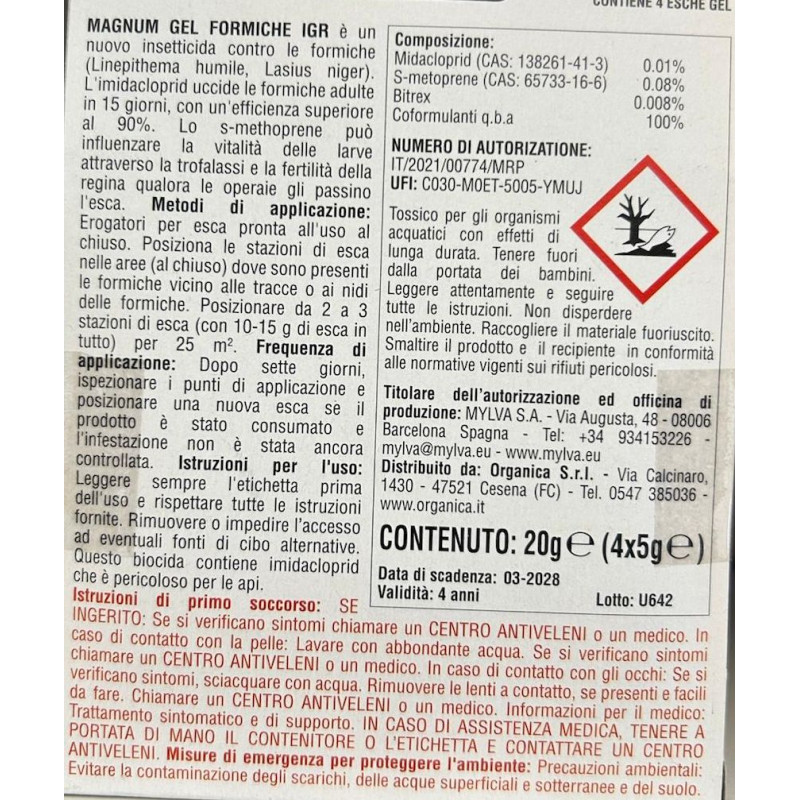 CONTIENE 4 ESCHE GEL
MAGNUM GEL FORMICHE IGR è un
nuovo insetticida contro le formiche
(Linepithema humile, Lasius niger).
L'imidacloprid uccide le formiche adulte
in 15 giorni, con un'efficienza superiore
al 90%. Lo s-methoprene può
influenzare la vitalità delle larve
attraverso la trofalassi e la fertilità della
regina qualora le operaie gli passino
l'esca. Metodi di applicazione:
Erogatori per esca pronta all'uso al
chiuso. Posiziona le stazioni di esca
nelle aree (al chiuso) dove sono presenti
le formiche vicino alle tracce o ai nidi
delle formiche. Posizionare da 2 a 3
stazioni di esca (con 10-15 g di esca in
tutto) per 25 m². Frequenza di
applicazione: Dopo sette giorni,
ispezionare i punti di applicazione e
posizionare una nuova esca se il
prodotto è stato consumato e
l'infestazione non è stata ancora
controllata. Istruzioni per l'uso:
Leggere sempre l'etichetta prima
dell'uso e rispettare tutte le istruzioni
fornite. Rimuovere o impedire l'accesso
ad eventuali fonti di cibo alternative.
Questo biocida contiene imidacloprid
che è pericoloso per le api.
Composizione:
Midacloprid (CAS: 138261-41-3) 0.01%
S-metoprene (CAS: 65733-16-6) 0.08%
Bitrex 0.008%
Coformulanti q.b.a 100%
NUMERO DI AUTORIZZAZIONE:
IT/2021/00774/MRP
UFI: C030-M0ET-5005-YMUJ
Tossico per gli organismi
acquatici con effetti di
lunga durata. Tenere fuori
dalla portata dei bambini.
Leggere attentamente e seguire
tutte le istruzioni. Non disperdere
nell'ambiente. Raccogliere il materiale fuoriuscito.
Smaltire il prodotto e il recipiente in conformità
alle normative vigenti sui rifiuti pericolosi.
Titolare dell'autorizzazione ed officina di
produzione: MYLVA S.A. - Via Augusta, 48 - 08006
Barcelona Spagna - Tel: +34 934153226 -
mylva@mylva.eu - www.mylva.eu
Distribuito da: Organica S.r.l. - Via Calcinaro,
1430 - 47521 Cesena (FC) - Tel. 0547 385036 -
www.organica.it
CONTENUTO: 20g℮ (4x5g℮)
Data di scadenza: 03-2028
Validità: 4 anni Lotto: U642
Istruzioni di primo soccorso: SE
INGERITO: Se si verificano sintomi chiamare un CENTRO ANTIVELENI o un medico. In
caso di contatto con la pelle: Lavare con abbondante acqua. Se si verificano sintomi
chiamare un CENTRO ANTIVELENI o un medico. In caso di contatto con gli occhi: Se si
verificano sintomi, sciacquare con acqua. Rimuovere le lenti a contatto, se presenti e facili
da fare. Chiamare un CENTRO ANTIVELENI o un medico. Informazioni per il medico:
Trattamento sintomatico e di supporto. IN CASO DI ASSISTENZA MEDICA, TENERE A
PORTATA DI MANO IL CONTENITORE O L'ETICHETTA E CONTATTARE UN CENTRO
ANTIVELENI. Misure di emergenza per proteggere l'ambiente: Precauzioni ambientali:
Evitare la contaminazione degli scarichi, delle acque superficiali e sotterranee e del suolo.